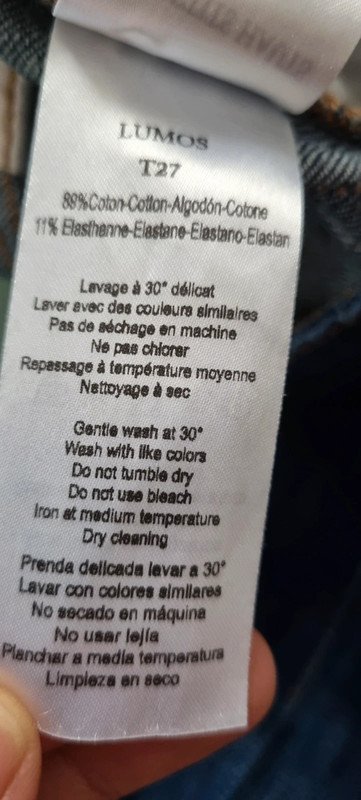 LUMOS
T27
89%Coton-Cotton-Algodón-Cotone
11% Elasthanne-Elastane-Elastano-Elastan
Lavage à 30° délicat
Laver avec des couleurs similaires
Pas de séchage en machine
Ne pas chlorer
Repassage à température moyenne
Nettoyage à sec
Gentle wash at 30°
Wash with like colors
Do not tumble dry
Do not use bleach
Iron at medium temperature
Dry cleaning
Prenda delicada lavar a 30°
Lavar con colores similares
No secado en máquina
No usar lejía
Planchar a media temperatura
Limpieza en seco